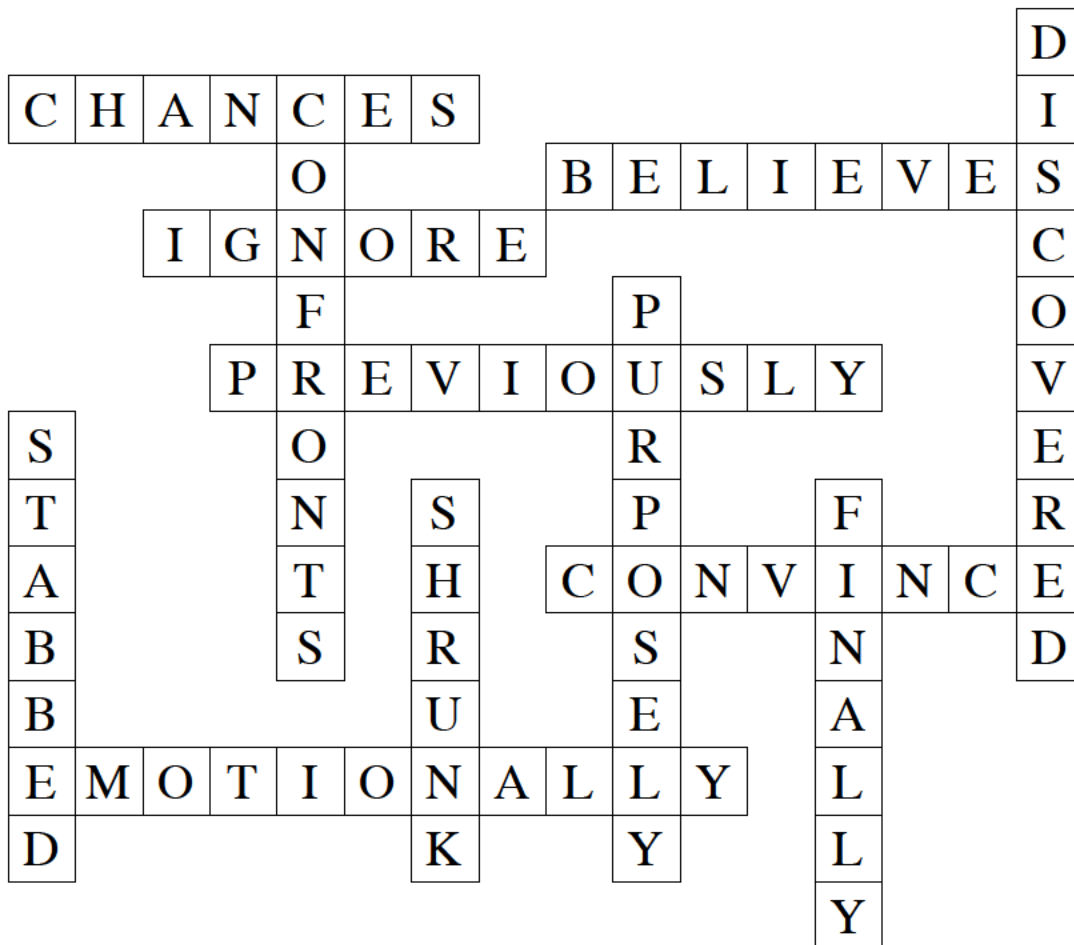 DISCOVERED
CHANCES
CONFRONTS
BELIEVES
IGNORE
PURPOSELY
PREVIOUSLY
STABBED
SHRUNK
FINALLY
CONVINCE
EMOTIONALLY